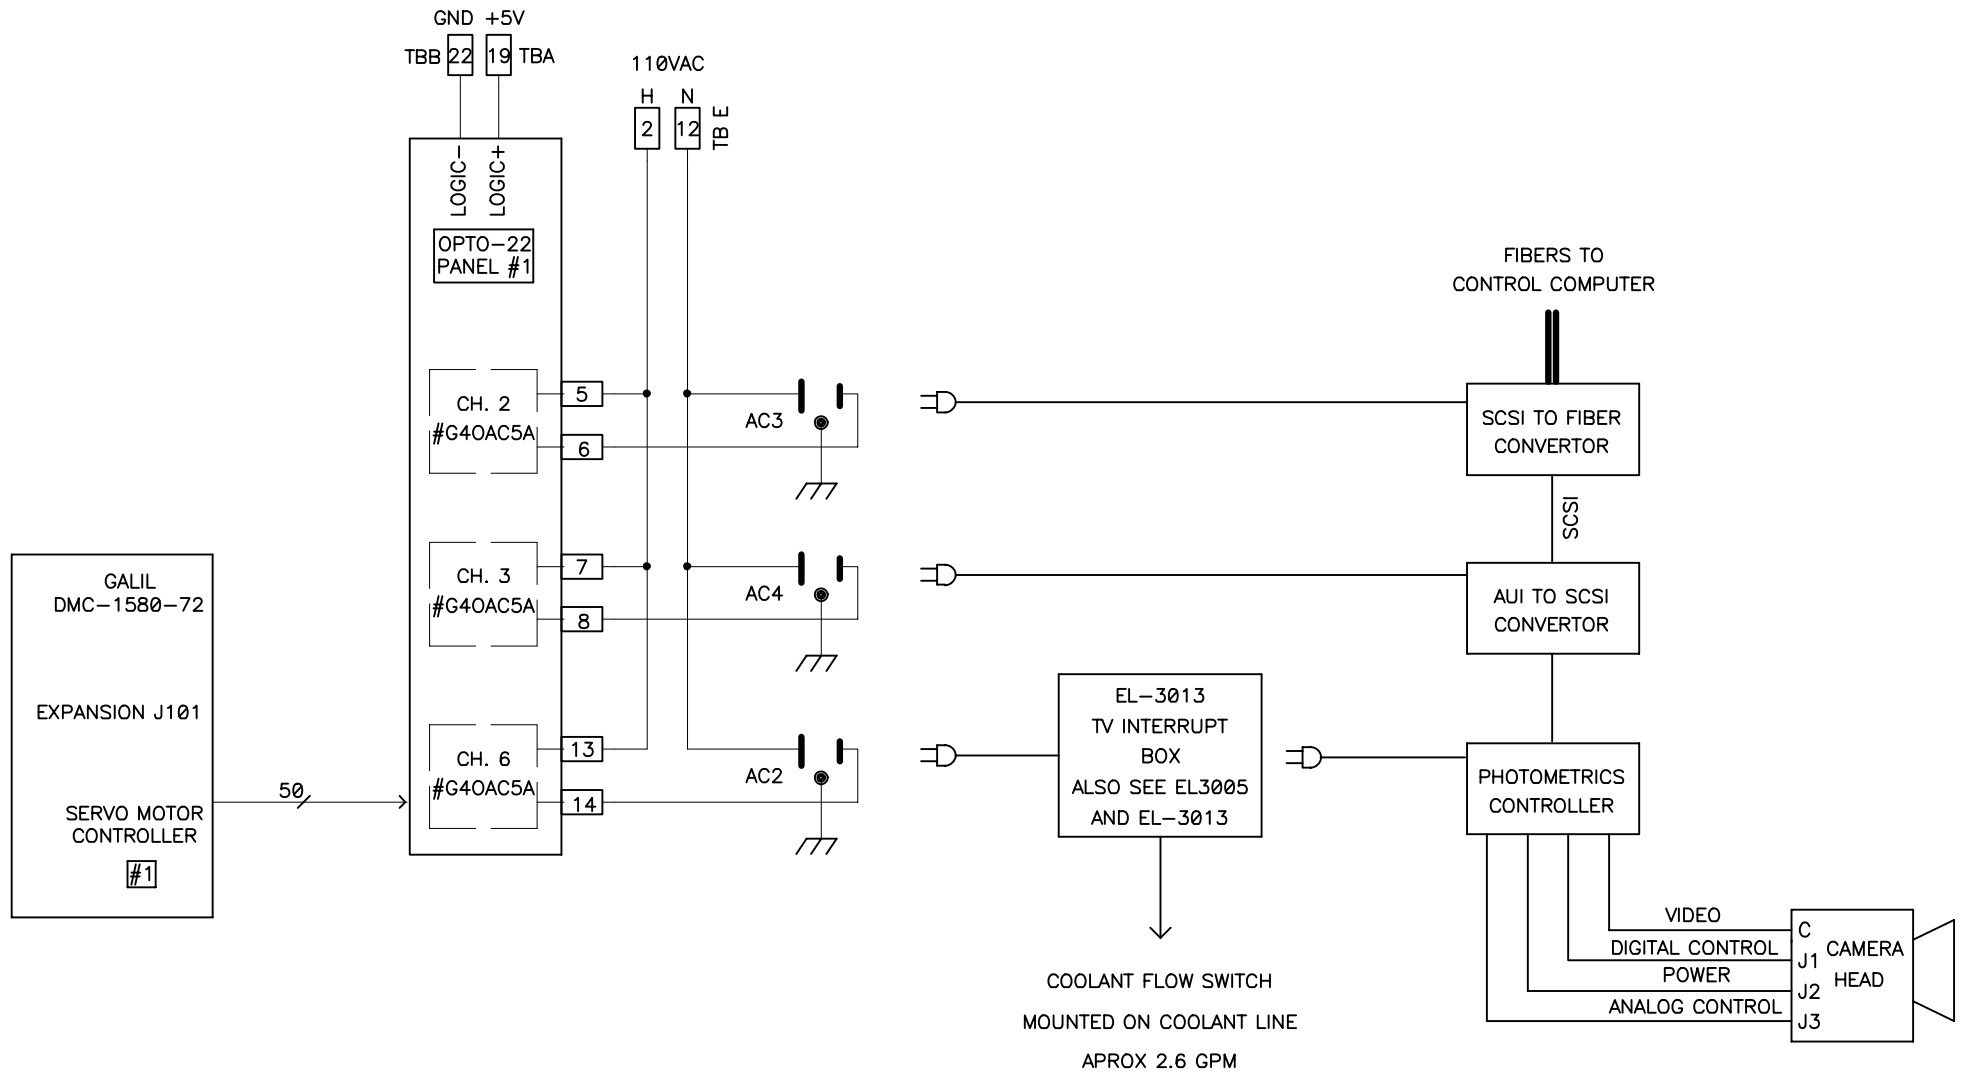 GND +5V
TBB 22 19 TBA
110VAC
H N
2 12 TB E
LOGIC-
LOGIC+
OPTO-22
PANEL #1
FIBERS TO
CONTROL COMPUTER
CH. 2
#G4OAC5A
5
6
AC3
SCSI TO FIBER
CONVERTOR
SCSI
GALIL
DMC-1580-72
EXPANSION J101
SERVO MOTOR
CONTROLLER
#1
50
CH. 3
#G4OAC5A
7
8
AC4
AUI TO SCSI
CONVERTOR
CH. 6
#G4OAC5A
13
14
AC2
EL-3013
TV INTERRUPT
BOX
ALSO SEE EL3005
AND EL-3013
PHOTOMETRICS
CONTROLLER
COOLANT FLOW SWITCH
MOUNTED ON COOLANT LINE
APROX 2.6 GPM
VIDEO
DIGITAL CONTROL
POWER
ANALOG CONTROL
C
J1
J2
J3
CAMERA
HEAD